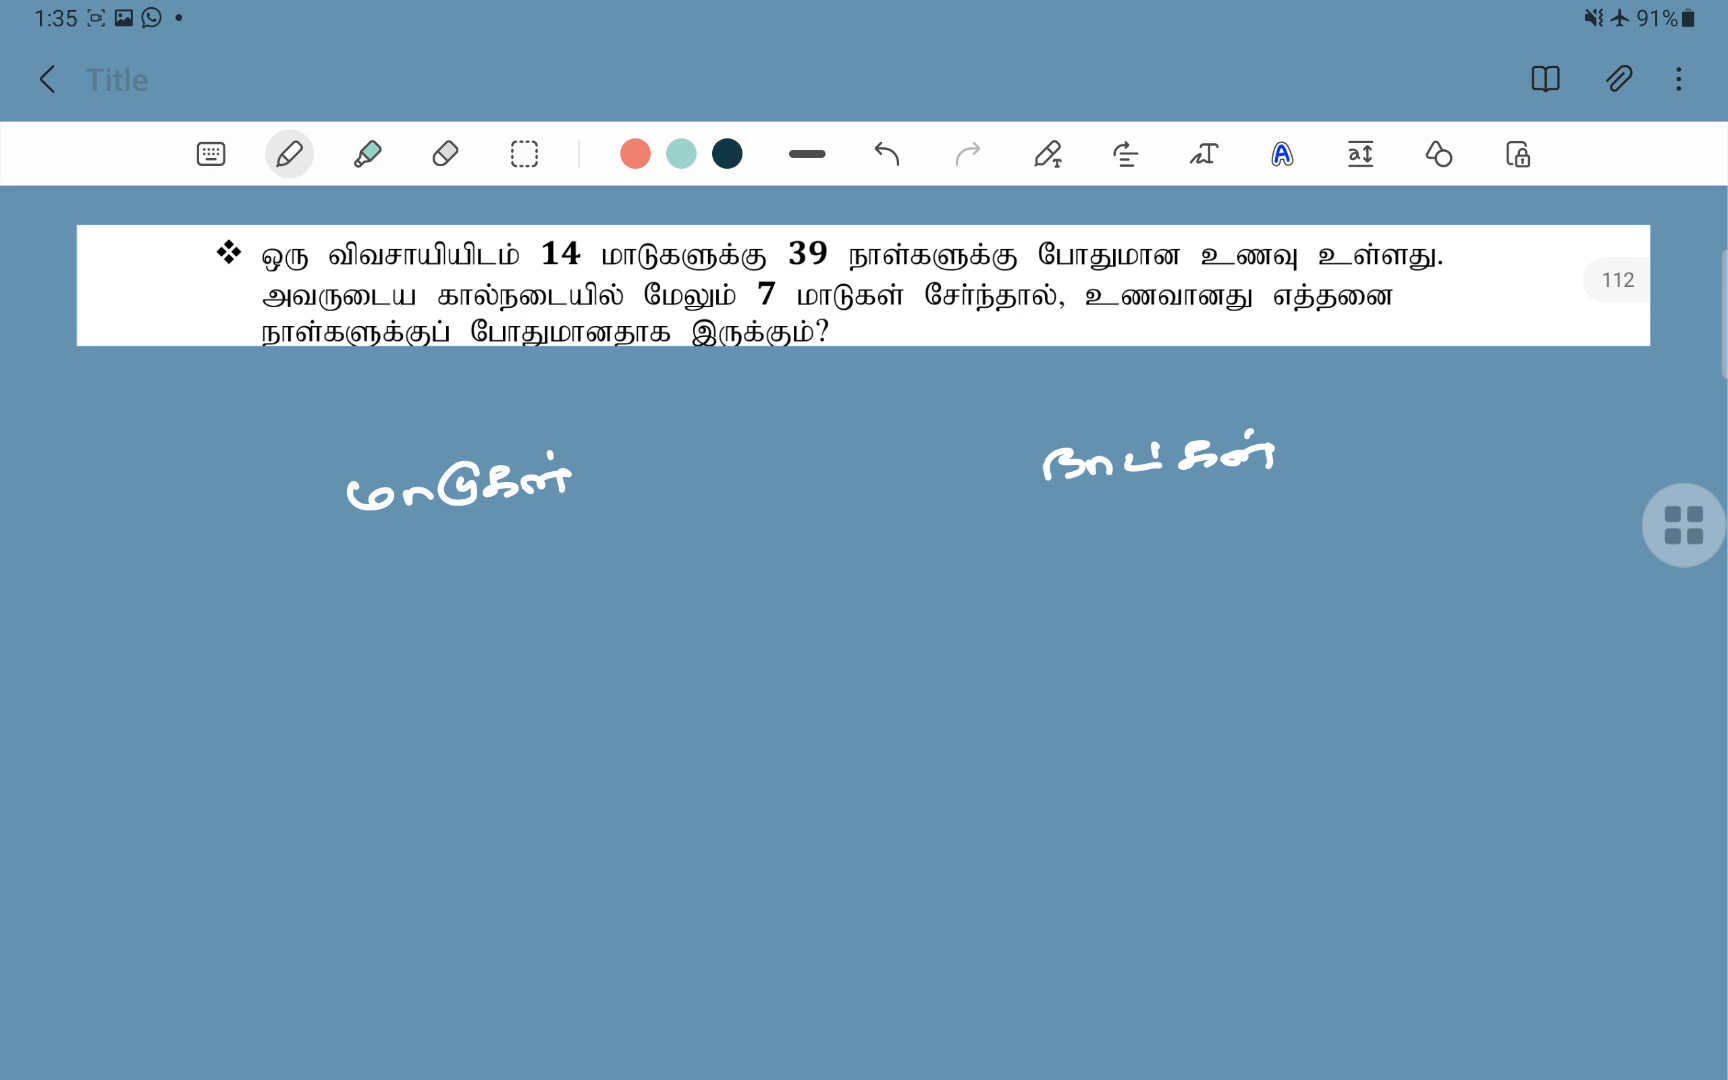 1:35
91%
Title
❖ ஒரு விவசாயியிடம் 14 மாடுகளுக்கு 39 நாள்களுக்கு போதுமான உணவு உள்ளது.
அவருடைய கால்நடையில் மேலும் 7 மாடுகள் சேர்ந்தால், உணவானது எத்தனை
நாள்களுக்குப் போதுமானதாக இருக்கும்?
112
மாடுகள் நாட்கள்